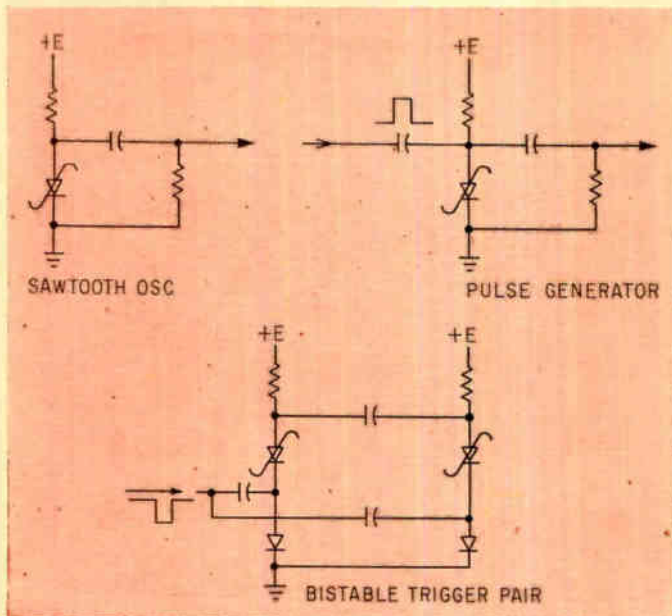 +E
+E
SAWTOOTH OSC
PULSE GENERATOR
+E
+E
BISTABLE TRIGGER PAIR